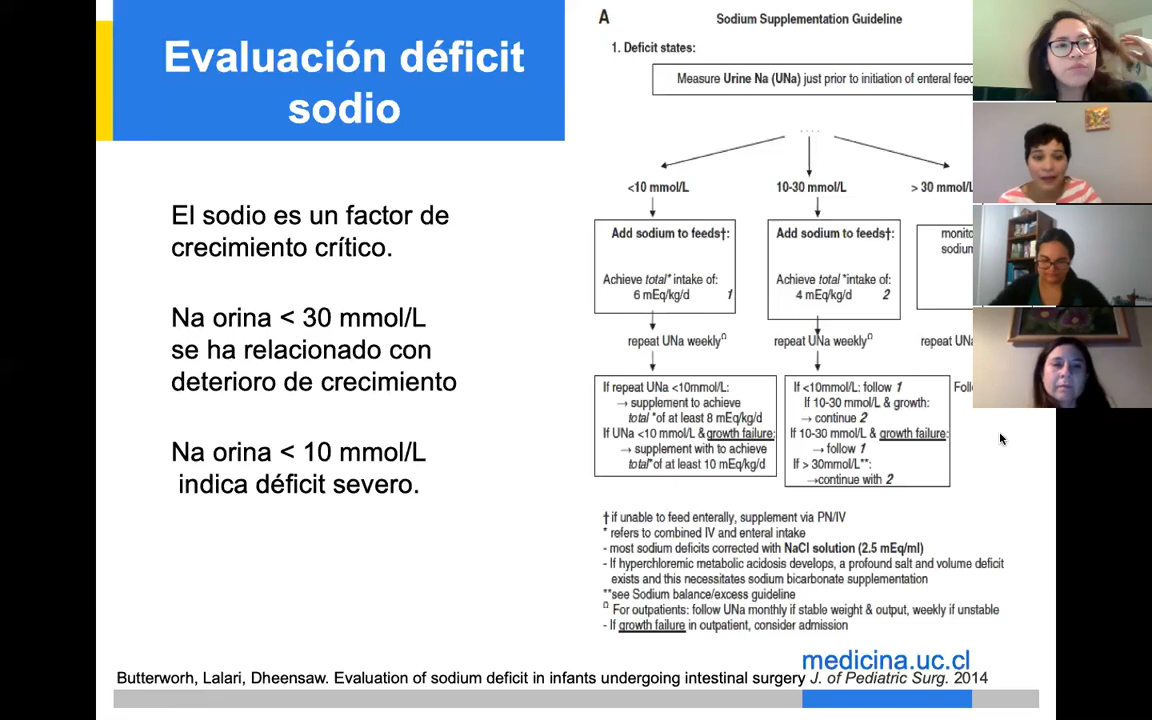 Evaluación déficit
sodio
El sodio es un factor de
crecimiento crítico.
Na orina < 30 mmol/L
se ha relacionado con
deterioro de crecimiento
Na orina < 10 mmol/L
indica déficit severo.
A
Sodium Supplementation Guideline
1. Deficit states:
Measure Urine Na (UNa) just prior to initiation of enteral
<10 mmol/L
10-30 mmol/L
> 30 mmol/L
Add sodium to feeds†:
Achieve total* intake of:
6 mEq/kg/d 1
Add sodium to feeds†:
Achieve total *intake of:
4 mEq/kg/d 2
sodium
repeat UNa weeklyΩ
repeat UNa weeklyΩ
repeat
If repeat UNa <10mmol/L:
→ supplement to achieve
total *of at least 8 mEq/kg/d
If UNa <10 mmol/L & growth failure:
→ supplement with to achieve
total* of at least 10 mEq/kg/d
If <10mmol/L: follow 1
If 10-30 mmol/L & growth:
→ continue 2
If 10-30 mmol/L & growth failure:
→ follow 1
If > 30mmol/L**:
→continue with 2
† if unable to feed enterally, supplement via PN/IV
* refers to combined IV and enteral intake
- most sodium deficits corrected with NaCl solution (2.5 mEq/ml)
- If hyperchloremic metabolic acidosis develops, a profound salt and volume deficit
exists and this necessitates sodium bicarbonate supplementation
**see Sodium balance/excess guideline
Ω For outpatients: follow UNa monthly if stable weight & output, weekly if unstable
- If growth failure in outpatient, consider admission
medicina.uc.cl
Butterworh, Lalari, Dheensaw. Evaluation of sodium deficit in infants undergoing intestinal surgery J. of Pediatric Surg. 2014